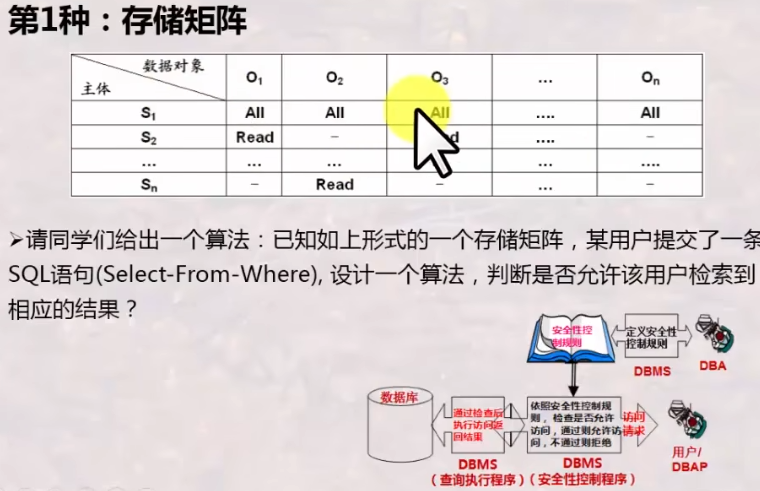 第1种：存储矩阵
数据对象
主体
O1 O2 O3 ... On
S1 All All All .... All
S2 Read – .... –
... ... ... ... ....
Sn – Read – ... –
➢请同学们给出一个算法：已知如上形式的一个存储矩阵，某用户提交了一条
SQL语句(Select-From-Where), 设计一个算法，判断是否允许该用户检索到
相应的结果？
安全性控
制规则
定义安全性
控制规则
DBMS
DBA
数据库
通过检查后
执行访问返
回结果
依照安全性控制规
则，检查是否允许
访问，通过则允许访
问，不通过则拒绝
访问
请求
用户/
DBAP
DBMS
（查询执行程序）
DBMS
（安全性控制程序）